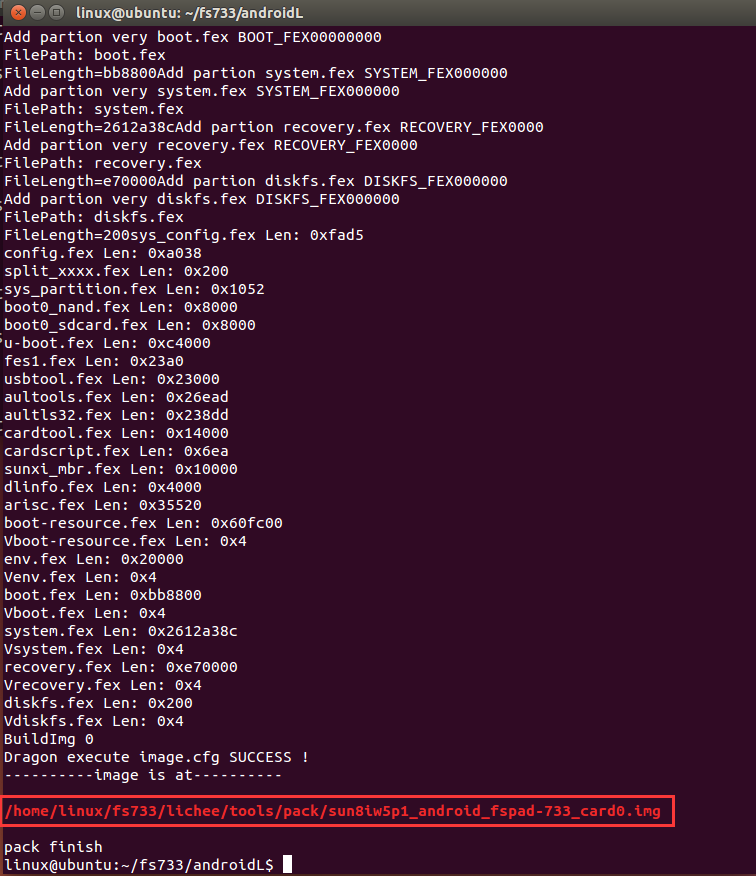 linux@ubuntu: ~/fs733/androidL
Add partion very boot.fex BOOT_FEX00000000
FilePath: boot.fex
FileLength=bb8800Add partion system.fex SYSTEM_FEX000000
Add partion very system.fex SYSTEM_FEX000000
FilePath: system.fex
FileLength=2612a38cAdd partion recovery.fex RECOVERY_FEX0000
Add partion very recovery.fex RECOVERY_FEX0000
FilePath: recovery.fex
FileLength=e70000Add partion diskfs.fex DISKFS_FEX000000
Add partion very diskfs.fex DISKFS_FEX000000
FilePath: diskfs.fex
FileLength=200sys_config.fex Len: 0xfad5
config.fex Len: 0xa038
split_xxxx.fex Len: 0x200
sys_partition.fex Len: 0x1052
boot0_nand.fex Len: 0x8000
boot0_sdcard.fex Len: 0x8000
u-boot.fex Len: 0xc4000
fes1.fex Len: 0x23a0
usbtool.fex Len: 0x23000
aultools.fex Len: 0x26ead
aultls32.fex Len: 0x238dd
cardtool.fex Len: 0x14000
cardscript.fex Len: 0x6ea
sunxi_mbr.fex Len: 0x10000
dlinfo.fex Len: 0x4000
arisc.fex Len: 0x35520
boot-resource.fex Len: 0x60fc00
Vboot-resource.fex Len: 0x4
env.fex Len: 0x20000
Venv.fex Len: 0x4
boot.fex Len: 0xbb8800
Vboot.fex Len: 0x4
system.fex Len: 0x2612a38c
Vsystem.fex Len: 0x4
recovery.fex Len: 0xe70000
Vrecovery.fex Len: 0x4
diskfs.fex Len: 0x200
Vdiskfs.fex Len: 0x4
BuildImg 0
Dragon execute image.cfg SUCCESS !
----------image is at----------
/home/linux/fs733/lichee/tools/pack/sun8iw5p1_android_fspad-733_card0.img
pack finish
linux@ubuntu:~/fs733/androidL$